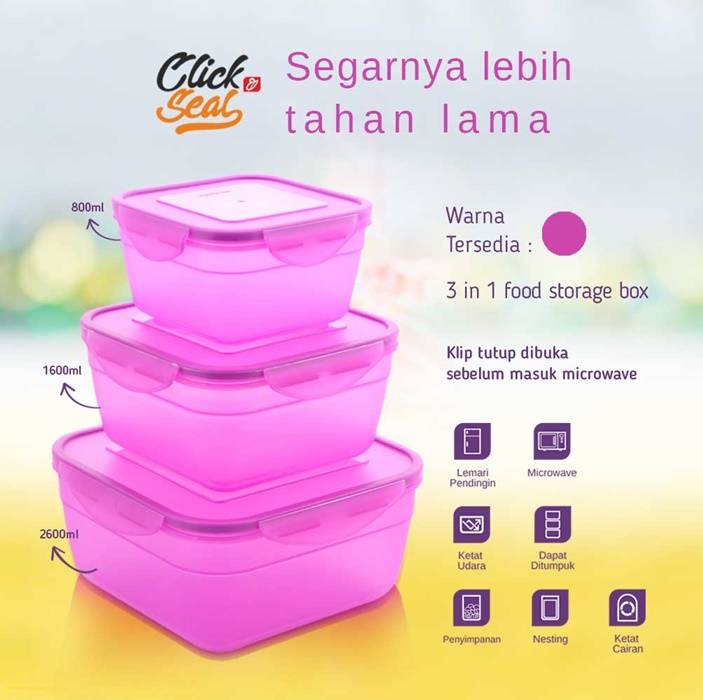 Click
Seal
Segarnya lebih
tahan lama
800ml
Warna
Tersedia :
3 in 1 food storage box
1600ml
Klip tutup dibuka
sebelum masuk microwave
Lemari
Pendingin
Microwave
2600ml
Ketat
Udara
Dapat
Ditumpuk
Penyimpanan
Nesting
Ketat
Cairan